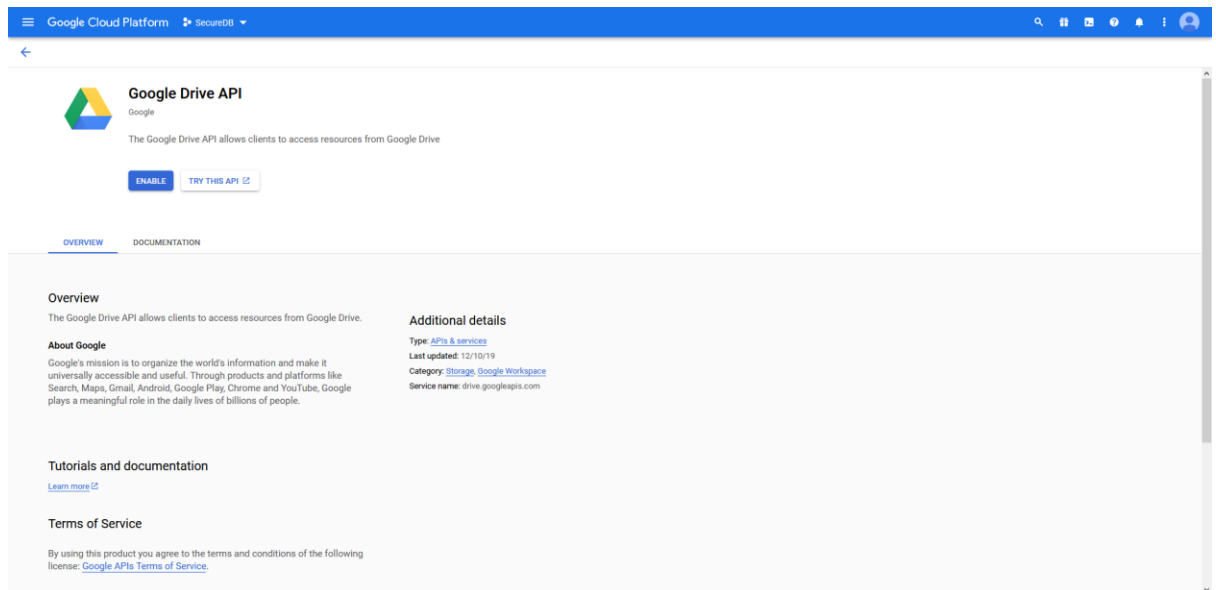 Google Cloud Platform SecureDB
Google Drive API
Google
The Google Drive API allows clients to access resources from Google Drive
ENABLE TRY THIS API
OVERVIEW DOCUMENTATION
Overview
The Google Drive API allows clients to access resources from Google Drive.
About Google
Google's mission is to organize the world's information and make it
universally accessible and useful. Through products and platforms like
Search, Maps, Gmail, Android, Google Play, Chrome and YouTube, Google
plays a meaningful role in the daily lives of billions of people.
Additional details
Type: APIs & services
Last updated: 12/10/19
Category: Storage, Google Workspace
Service name: drive.googleapis.com
Tutorials and documentation
Learn more
Terms of Service
By using this product you agree to the terms and conditions of the following
license: Google APIs Terms of Service.